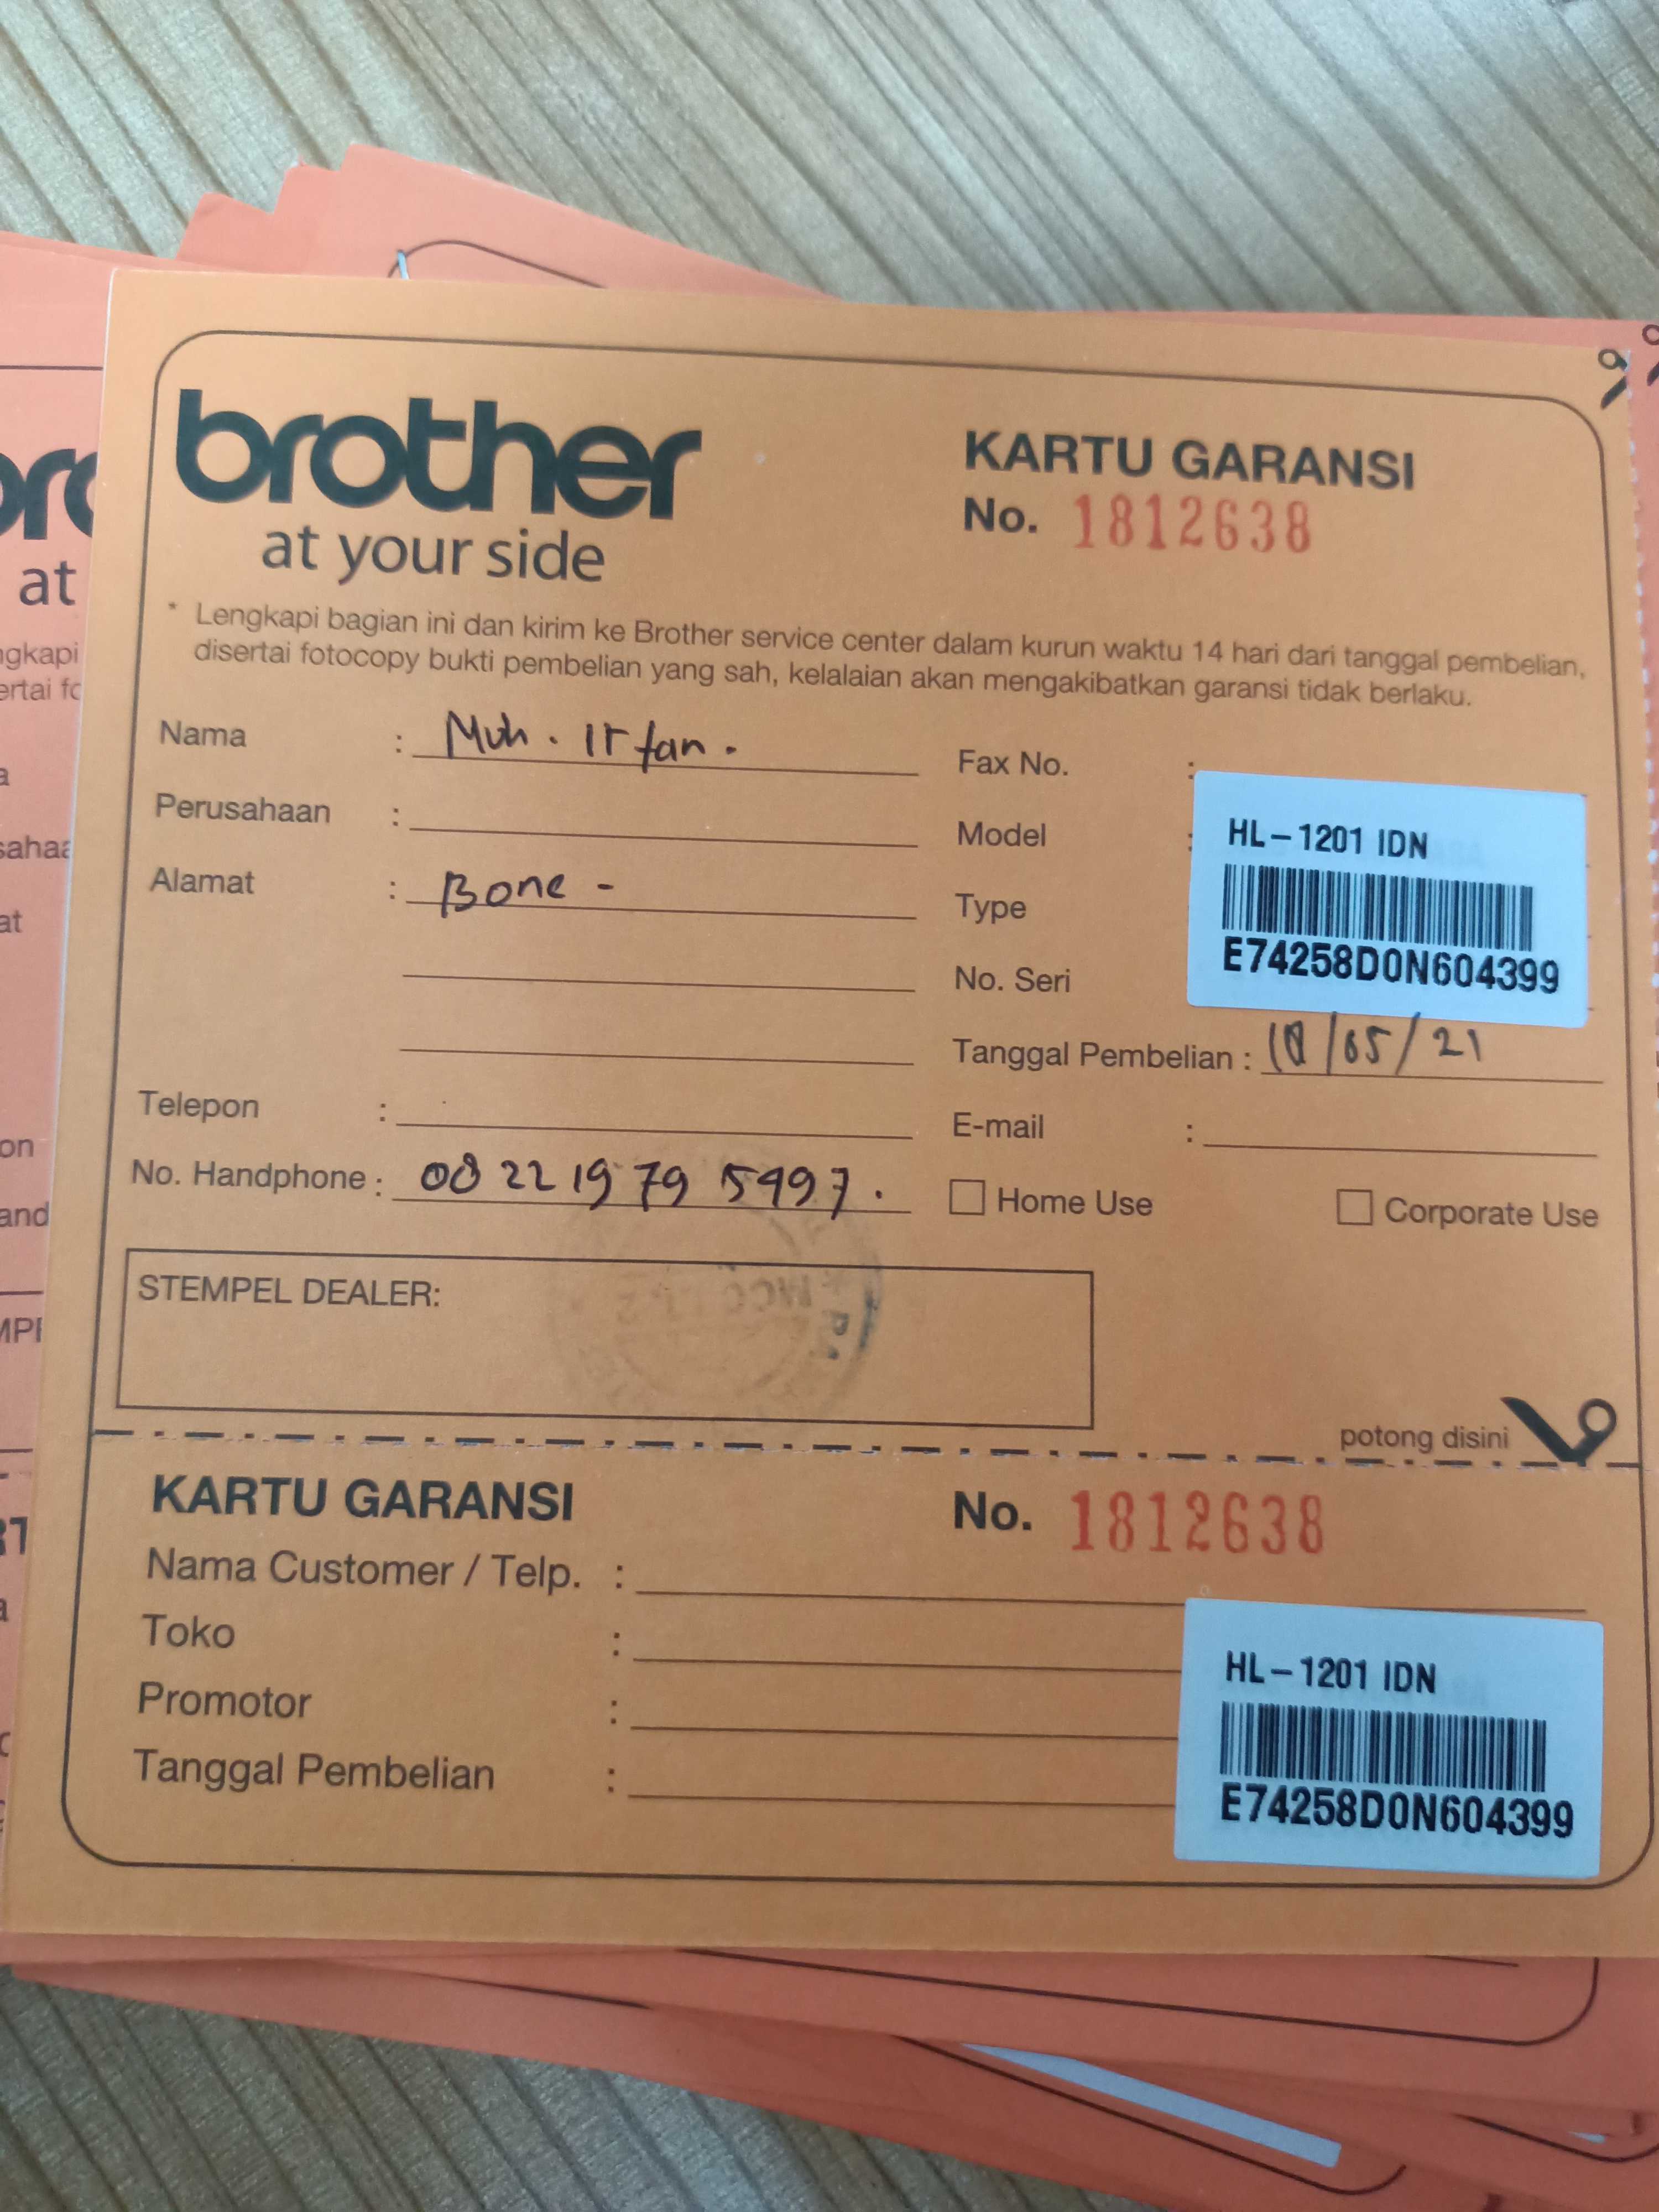 brother
at your side
KARTU GARANSI
No. 1812638
* Lengkapi bagian ini dan kirim ke Brother service center dalam kurun waktu 14 hari dari tanggal pembelian,
disertai fotocopy bukti pembelian yang sah, kelalaian akan mengakibatkan garansi tidak berlaku.
Nama : Muh. Irfan.
Perusahaan :
Alamat : Bone -
Telepon :
No. Handphone : 0822 19 79 5497.
Fax No. :
Model :
Type
No. Seri
HL-1201 IDN
E74258D0N604399
Tanggal Pembelian : /05/21
E-mail :
Home Use
Corporate Use
STEMPEL DEALER:
potong disini
KARTU GARANSI
No. 1812638
Nama Customer / Telp. :
Toko :
Promotor :
Tanggal Pembelian :
HL-1201 IDN
E74258D0N604399